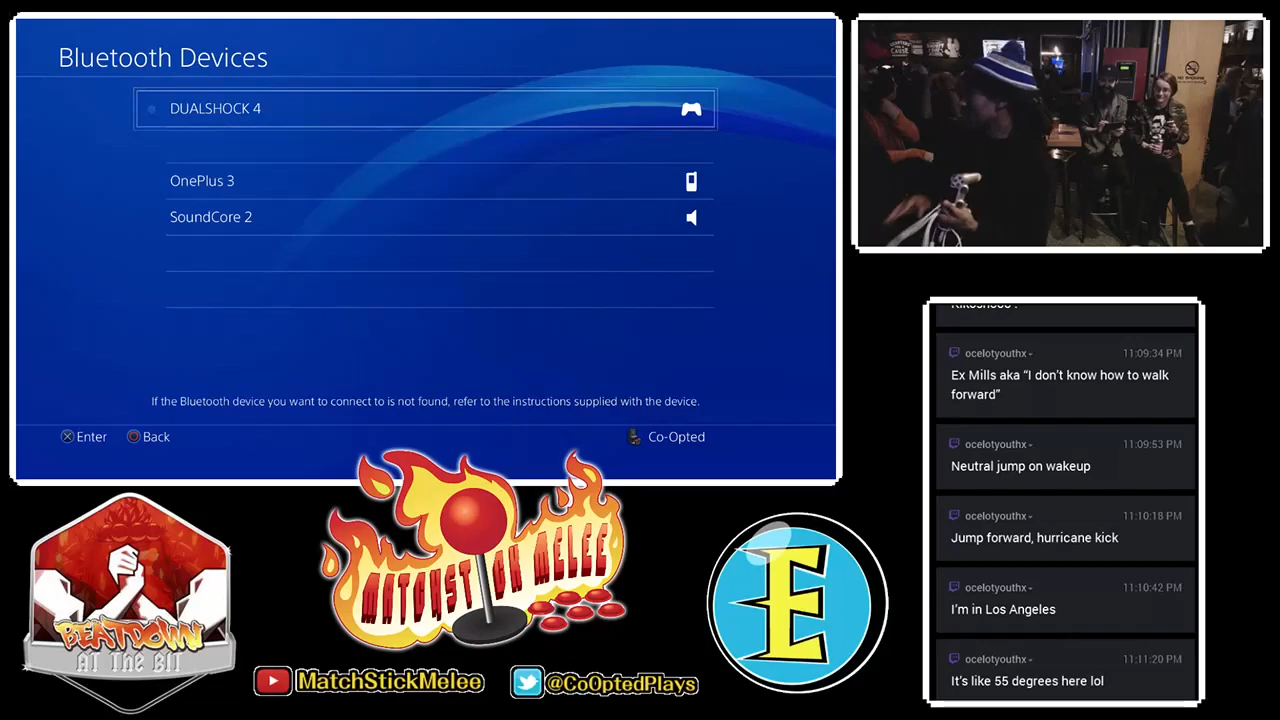 Bluetooth Devices
DUALSHOCK 4
OnePlus 3
SoundCore 2
If the Bluetooth device you want to connect to is not found, refer to the instructions supplied with the device.
Enter
Back
Co-Opted
ocelotyouthx
11:09:34 PM
Ex Mills aka “I don’t know how to walk
forward”
ocelotyouthx
11:09:53 PM
Neutral jump on wakeup
ocelotyouthx
11:10:18 PM
Jump forward, hurricane kick
ocelotyouthx
11:10:42 PM
I’m in Los Angeles
ocelotyouthx
11:11:20 PM
It’s like 55 degrees here lol
BEATDOWN
AT THE BIT
MATCHSTICK MELEE
E
MatchStickMelee
@CoOptedPlays